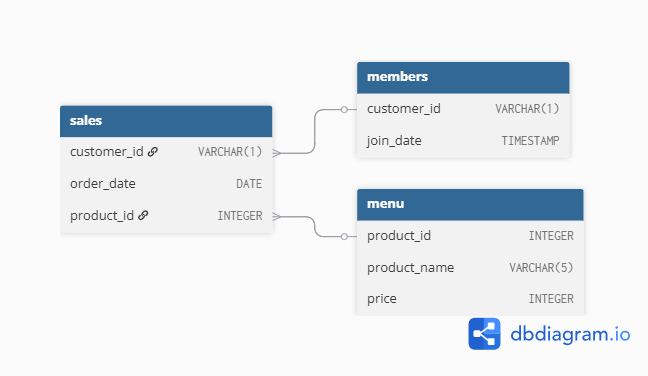 sales
customer_id VARCHAR(1)
order_date DATE
product_id INTEGER
members
customer_id VARCHAR(1)
join_date TIMESTAMP
menu
product_id INTEGER
product_name VARCHAR(5)
price INTEGER
dbdiagram.io